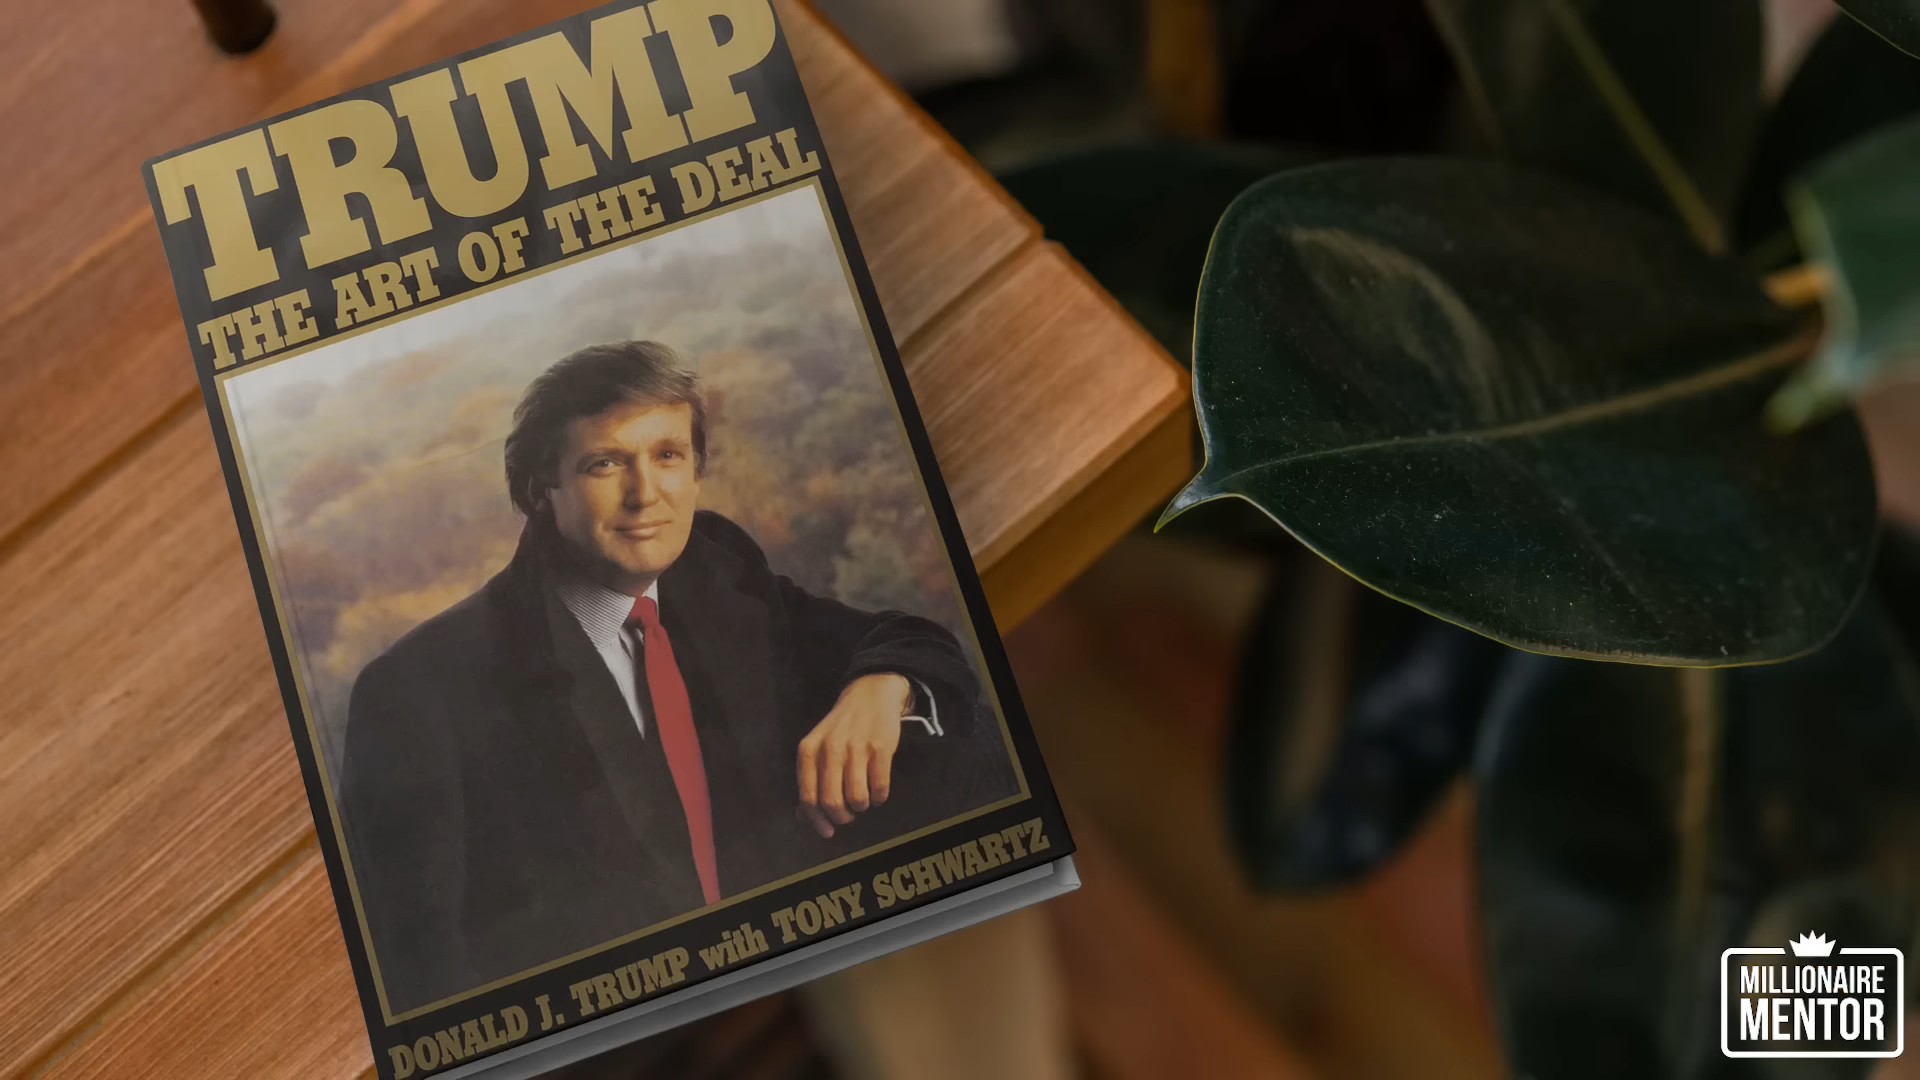 TRUMP
THE ART OF THE DEAL
DONALD J. TRUMP with TONY SCHWARTZ
MILLIONAIRE
MENTOR